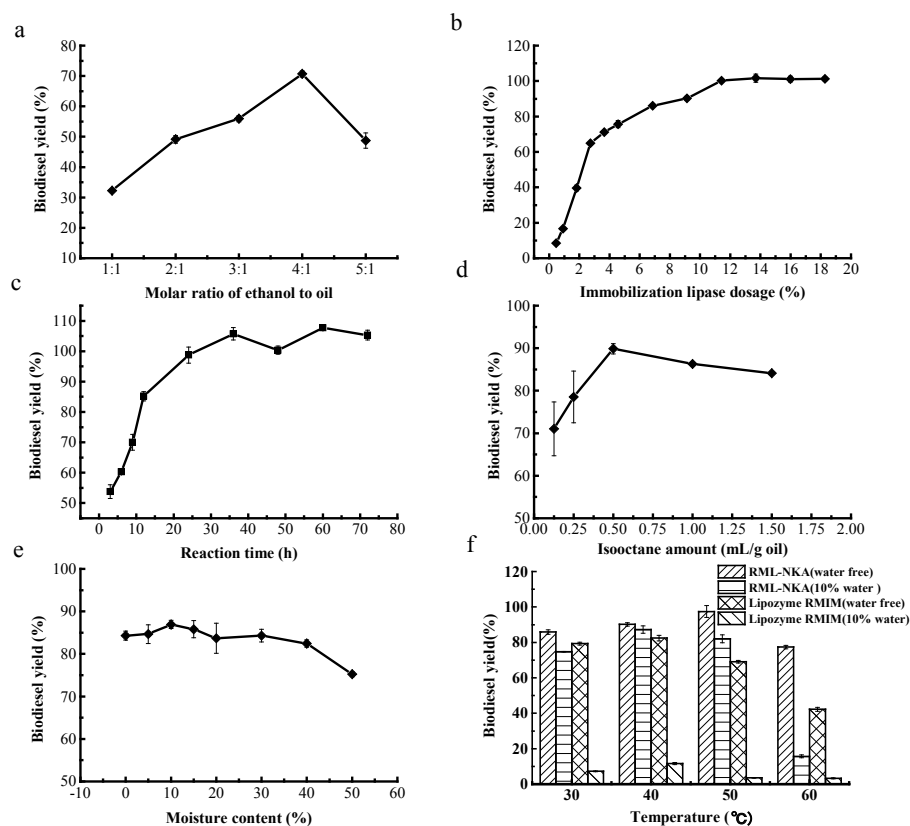 a
80
70
60
50
40
30
20
10
Biodiesel yield (%)
1:1 2:1 3:1 4:1 5:1
Molar ratio of ethanol to oil
b
120
100
80
60
40
20
0
Biodiesel yield (%)
0 2 4 6 8 10 12 14 16 18 20
Immobilization lipase dosage (%)
c
110
100
90
80
70
60
50
Biodiesel yield (%)
0 10 20 30 40 50 60 70 80
Reaction time (h)
d
100
90
80
70
60
50
Biodiesel yield (%)
0.00 0.25 0.50 0.75 1.00 1.25 1.50 1.75 2.00
Isooctane amount (mL/g oil)
e
100
90
80
70
60
50
Biodiesel yield (%)
-10 0 10 20 30 40 50 60
Moisture content (%)
f
RML-NKA(water free)
RML-NKA(10% water )
Lipozyme RMIM(water free)
Lipozyme RMIM(10% water)
120
100
80
60
40
20
0
Biodiesel yield(%)
30 40 50 60
Temperature (℃)